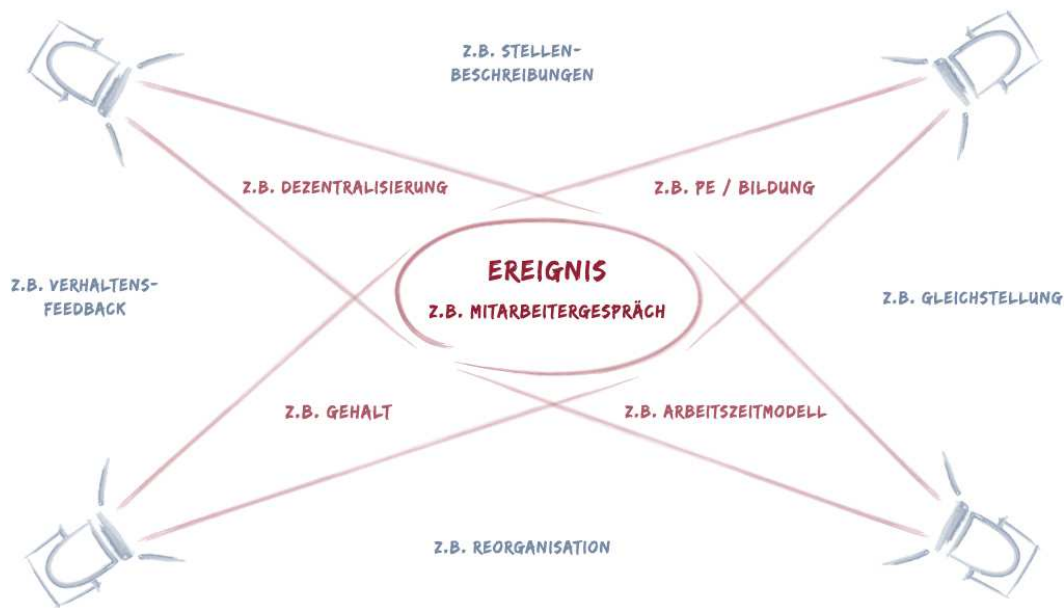 Z.B. STELLEN-
BESCHREIBUNGEN
Z.B. DEZENTRALISIERUNG
Z.B. PE / BILDUNG
EREIGNIS
Z.B. MITARBEITERGESPRÄCH
Z.B. VERHALTENS-
FEEDBACK
Z.B. GLEICHSTELLUNG
Z.B. GEHALT
Z.B. ARBEITSZEITMODELL
Z.B. REORGANISATION